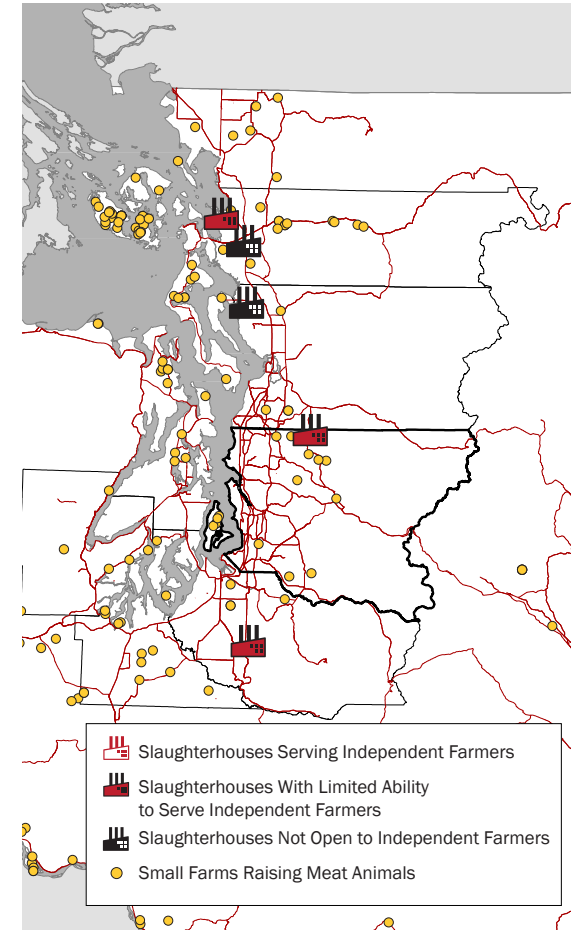 Slaughterhouses Serving Independent Farmers
Slaughterhouses With Limited Ability
to Serve Independent Farmers
Slaughterhouses Not Open to Independent Farmers
Small Farms Raising Meat Animals